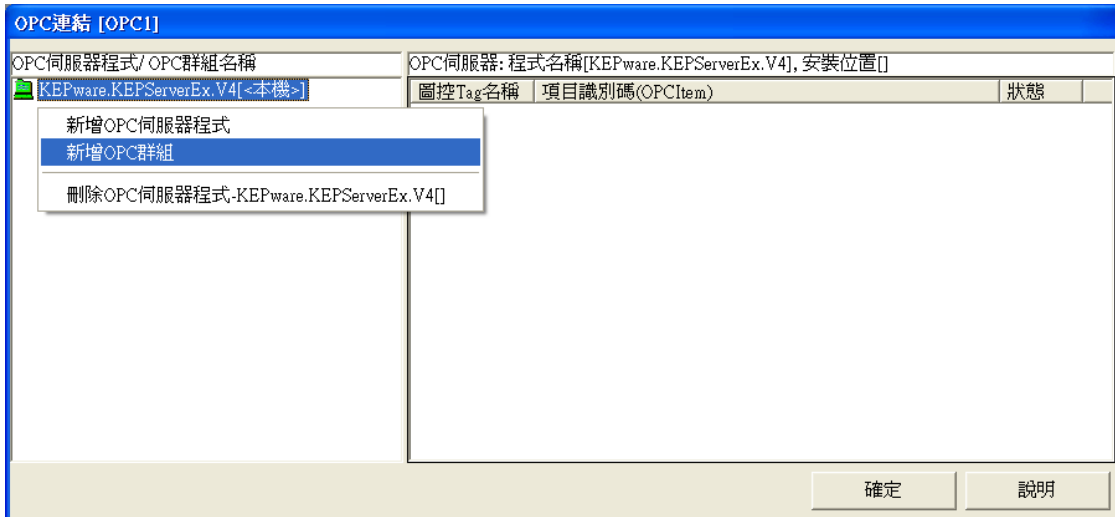 OPC連結 [OPC1]
OPC伺服器程式/ OPC群組名稱
OPC伺服器: 程式名稱[KEPware.KEPServerEx.V4], 安裝位置[]
KEPware.KEPServerEx.V4[<本機>]
圖控Tag名稱 項目識別碼(OPCItem) 狀態
新增OPC伺服器程式
新增OPC群組
刪除OPC伺服器程式-KEPware.KEPServerEx.V4[]
確定 說明